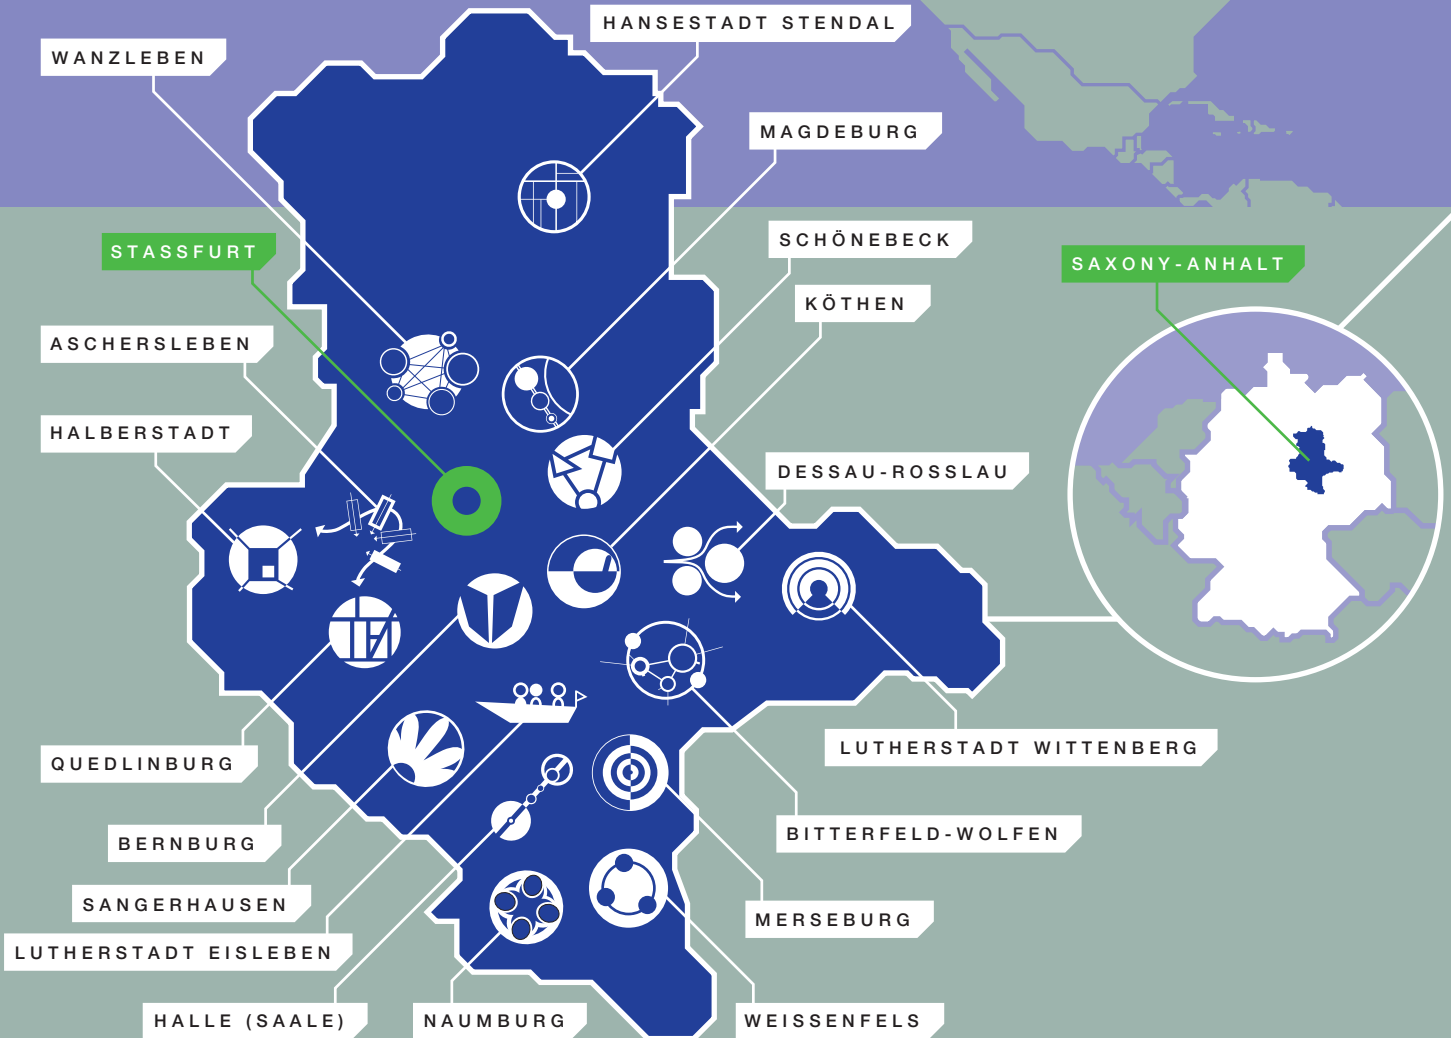 HANSESTADT STENDAL
WANZLEBEN
MAGDEBURG
STASSFURT
SCHÖNEBECK
SAXONY-ANHALT
KÖTHEN
ASCHERSLEBEN
HALBERSTADT
DESSAU-ROSSLAU
LUTHERSTADT WITTENBERG
QUEDLINBURG
BITTERFELD-WOLFEN
BERNBURG
SANGERHAUSEN
MERSEBURG
LUTHERSTADT EISLEBEN
HALLE (SAALE)
NAUMBURG
WEISSENFELS